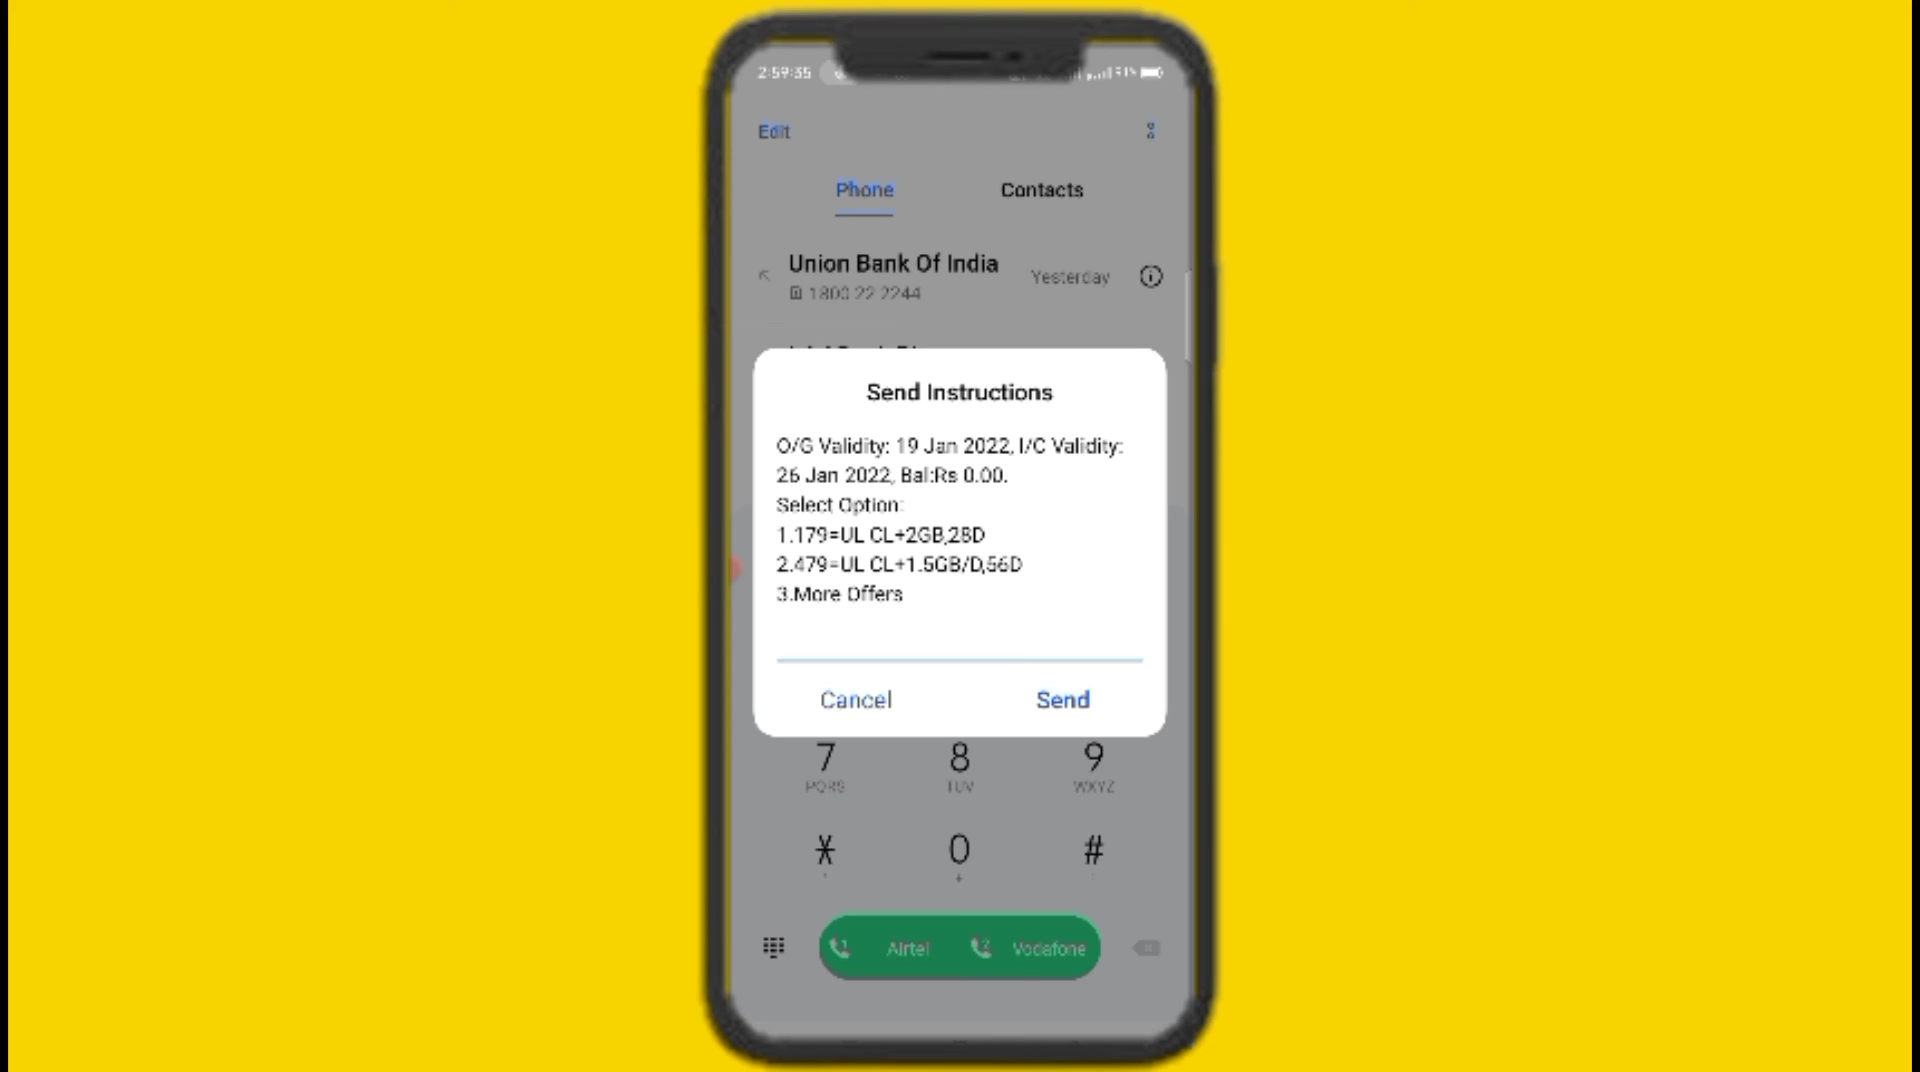 2:59:35
Edit
Phone Contacts
Union Bank Of India
Yesterday
1800 22 2244
Send Instructions
O/G Validity: 19 Jan 2022, I/C Validity:
26 Jan 2022, Bal:Rs 0.00.
Select Option:
1.179=UL CL+2GB,28D
2.479=UL CL+1.5GB/D,56D
3.More Offers
Cancel Send
7 8 9
PQRS TUV WXYZ
* 0 #
+
1 Airtel 2 Vodafone